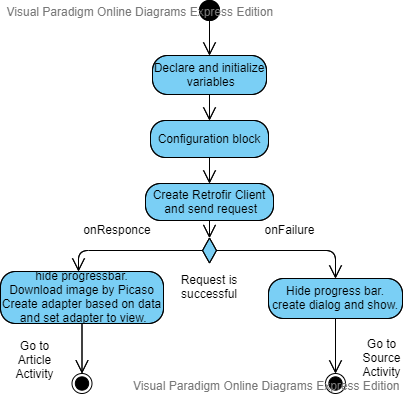 Visual Paradigm Online Diagrams Express Edition
Declare and initialize
variables
Configuration block
Create Retrofir Client
and send request
onResponce
onFailure
Request is
successful
hide progressbar.
Download image by Picaso
Create adapter based on data
and set adapter to view.
Hide progress bar.
create dialog and show.
Go to
Article
Activity
Go to
Source
Activity
Visual Paradigm Online Diagrams Express Edition